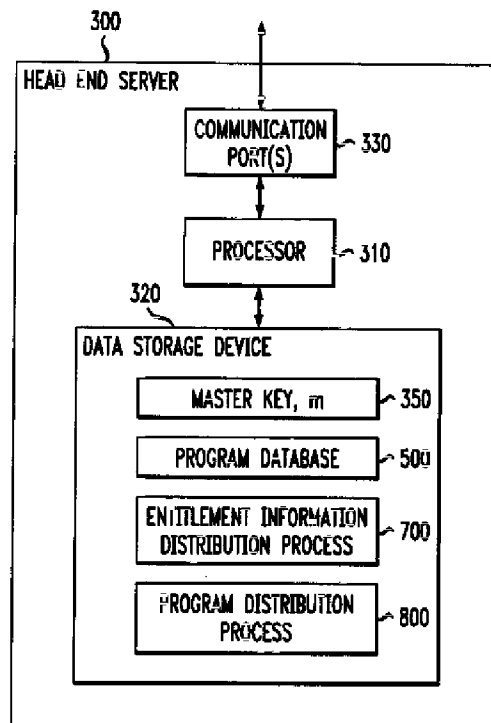 300
HEAD END SERVER
COMMUNICATION
PORT(S)
330
PROCESSOR
310
320
DATA STORAGE DEVICE
MASTER KEY, m
350
PROGRAM DATABASE
500
ENTITLEMENT INFORMATION
DISTRIBUTION PROCESS
700
PROGRAM DISTRIBUTION
PROCESS
800